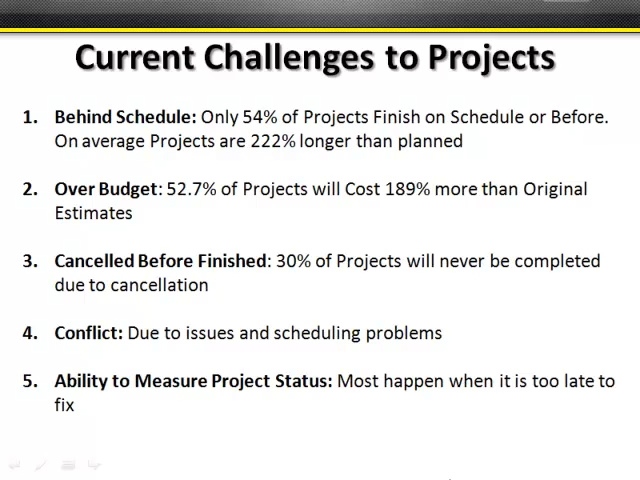 Current Challenges to Projects
1. Behind Schedule: Only 54% of Projects Finish on Schedule or Before.
On average Projects are 222% longer than planned
2. Over Budget: 52.7% of Projects will Cost 189% more than Original
Estimates
3. Cancelled Before Finished: 30% of Projects will never be completed
due to cancellation
4. Conflict: Due to issues and scheduling problems
5. Ability to Measure Project Status: Most happen when it is too late to
fix